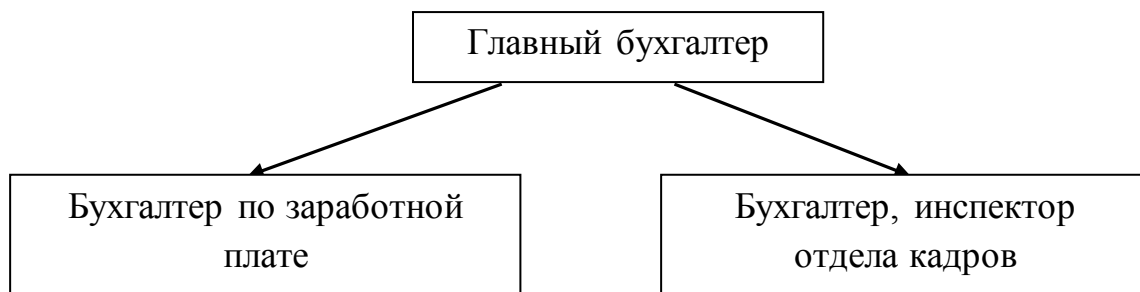 Главный бухгалтер
Бухгалтер по заработной
плате
Бухгалтер, инспектор
отдела кадров